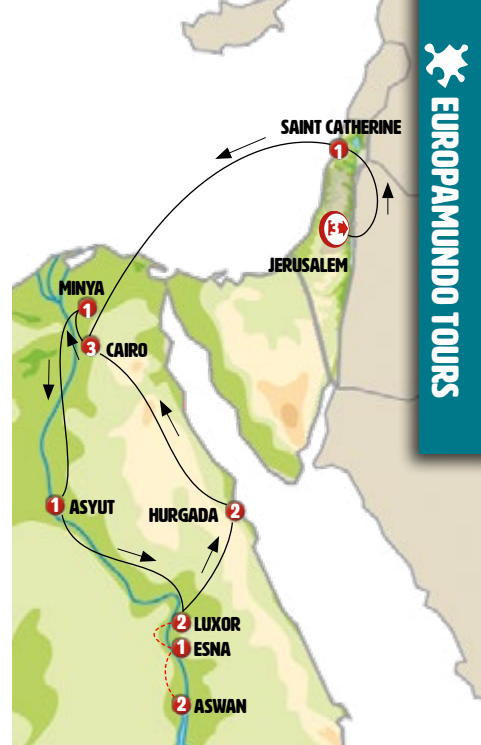 EUROPAMUNDO TOURS
SAINT CATHERINE
1
3
JERUSALEM
MINYA
1
3 CAIRO
1 ASYUT
HURGADA 2
2 LUXOR
1 ESNA
2 ASWAN